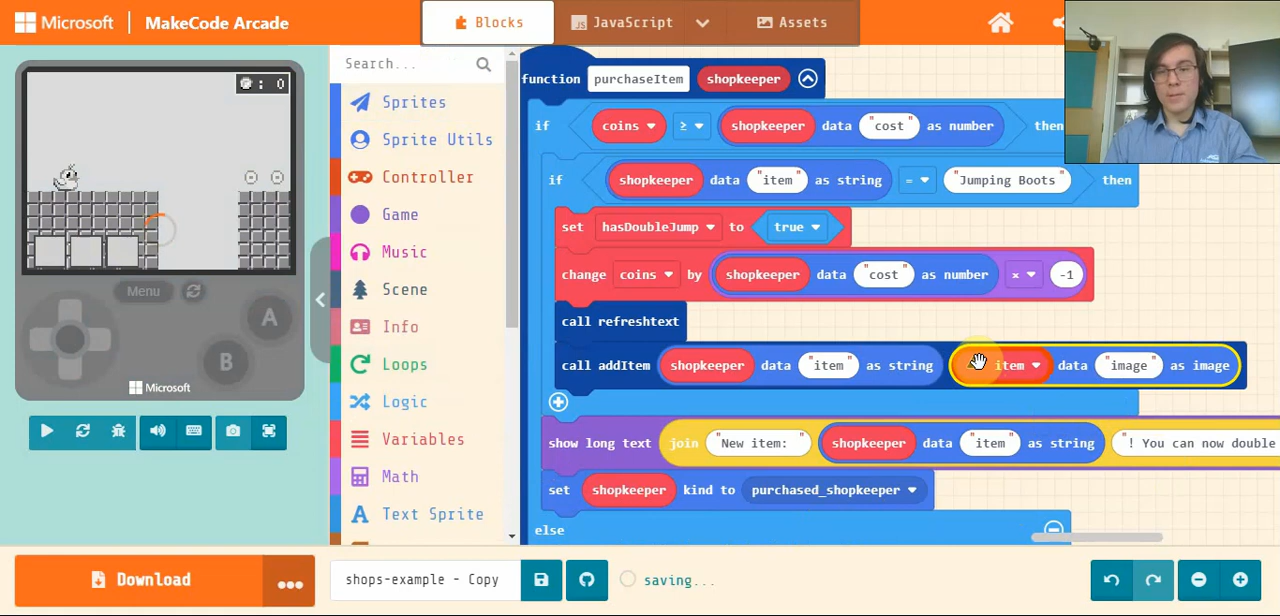 Microsoft | MakeCode Arcade Blocks JavaScript Assets
: 0
Menu
A
B
Microsoft
Search...
Sprites
Sprite Utils
Controller
Game
Music
Scene
Info
Loops
Logic
Variables
Math
Text Sprite
function purchaseItem shopkeeper
if coins ≥ shopkeeper data "cost" as number then
if shopkeeper data "item" as string = "Jumping Boots" then
set hasDoubleJump to true
change coins by shopkeeper data "cost" as number x -1
call refreshtext
call addItem shopkeeper data "item" as string item data "image" as image
show long text join "New item: " shopkeeper data "item" as string "! You can now double
set shopkeeper kind to purchased_shopkeeper
else
Download ... shops-example - Copy saving...